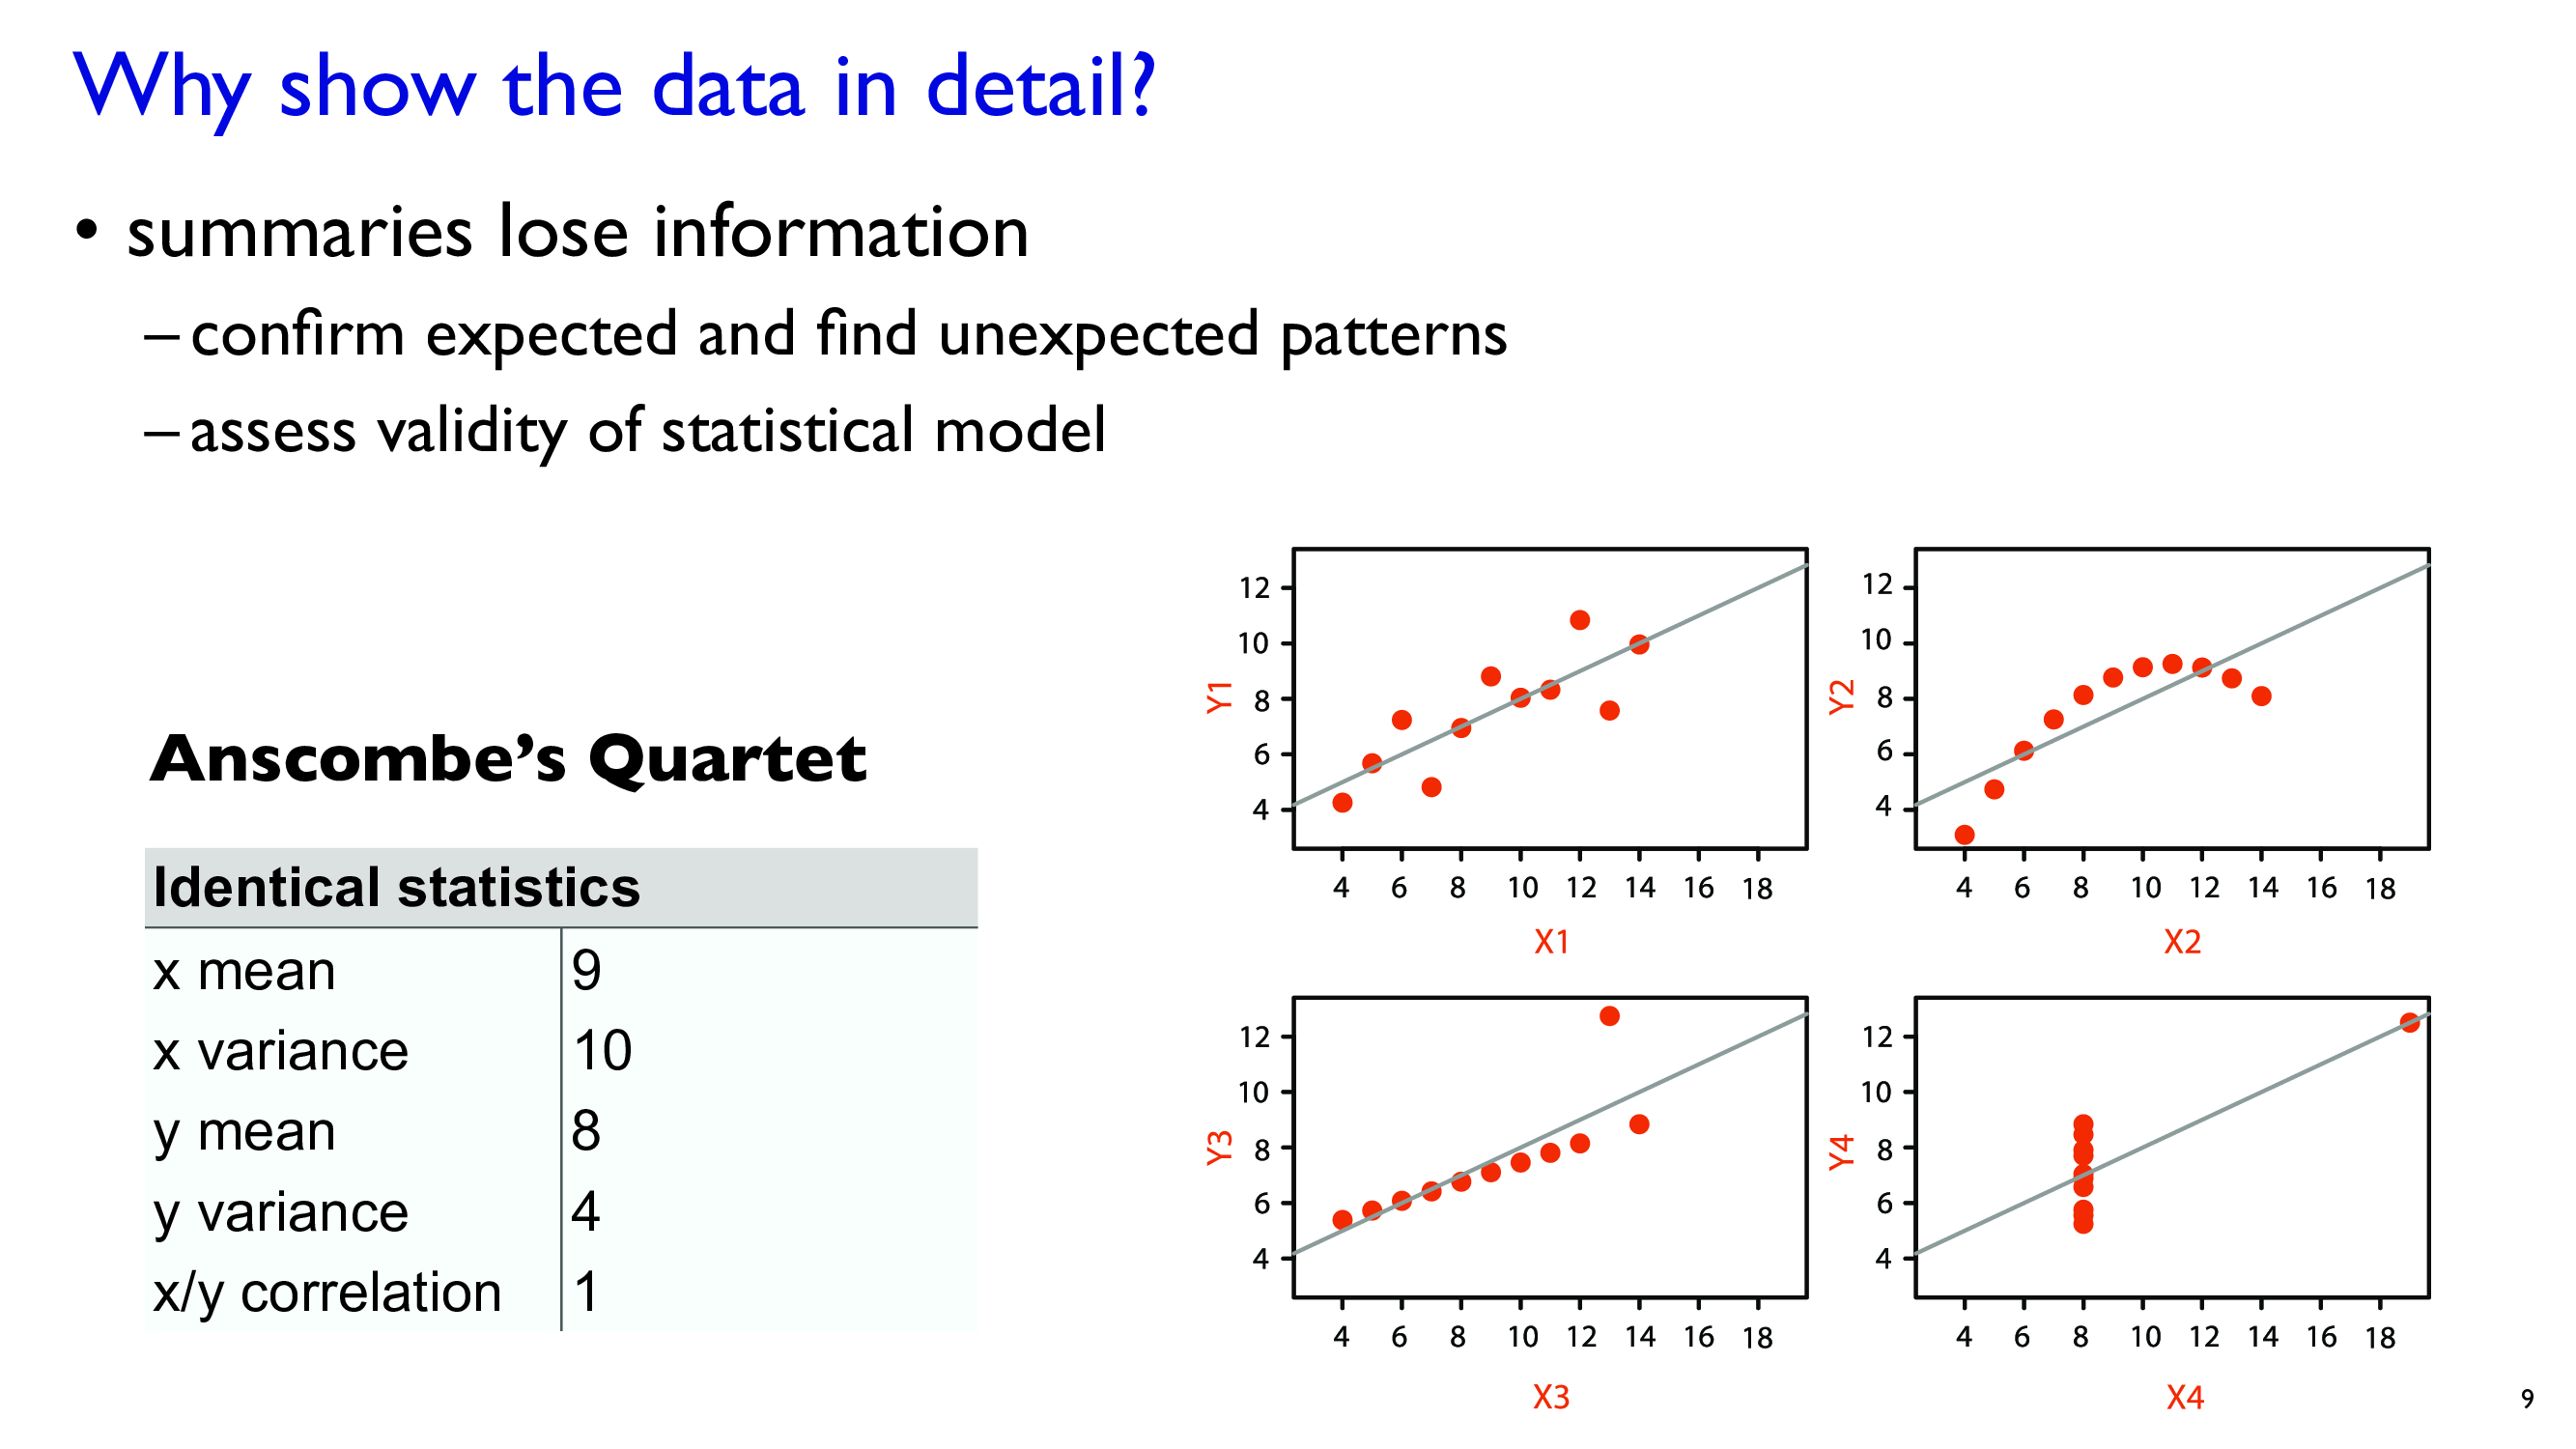 Why show the data in detail?
• summaries lose information
– confirm expected and find unexpected patterns
– assess validity of statistical model
Anscombe's Quartet
Identical statistics
x mean 9
x variance 10
y mean 8
y variance 4
x/y correlation 1
12
10
8
6
4
Y1
4 6 8 10 12 14 16 18
X1
12
10
8
6
4
Y2
4 6 8 10 12 14 16 18
X2
12
10
8
6
4
Y3
4 6 8 10 12 14 16 18
X3
12
10
8
6
4
Y4
4 6 8 10 12 14 16 18
X4
9